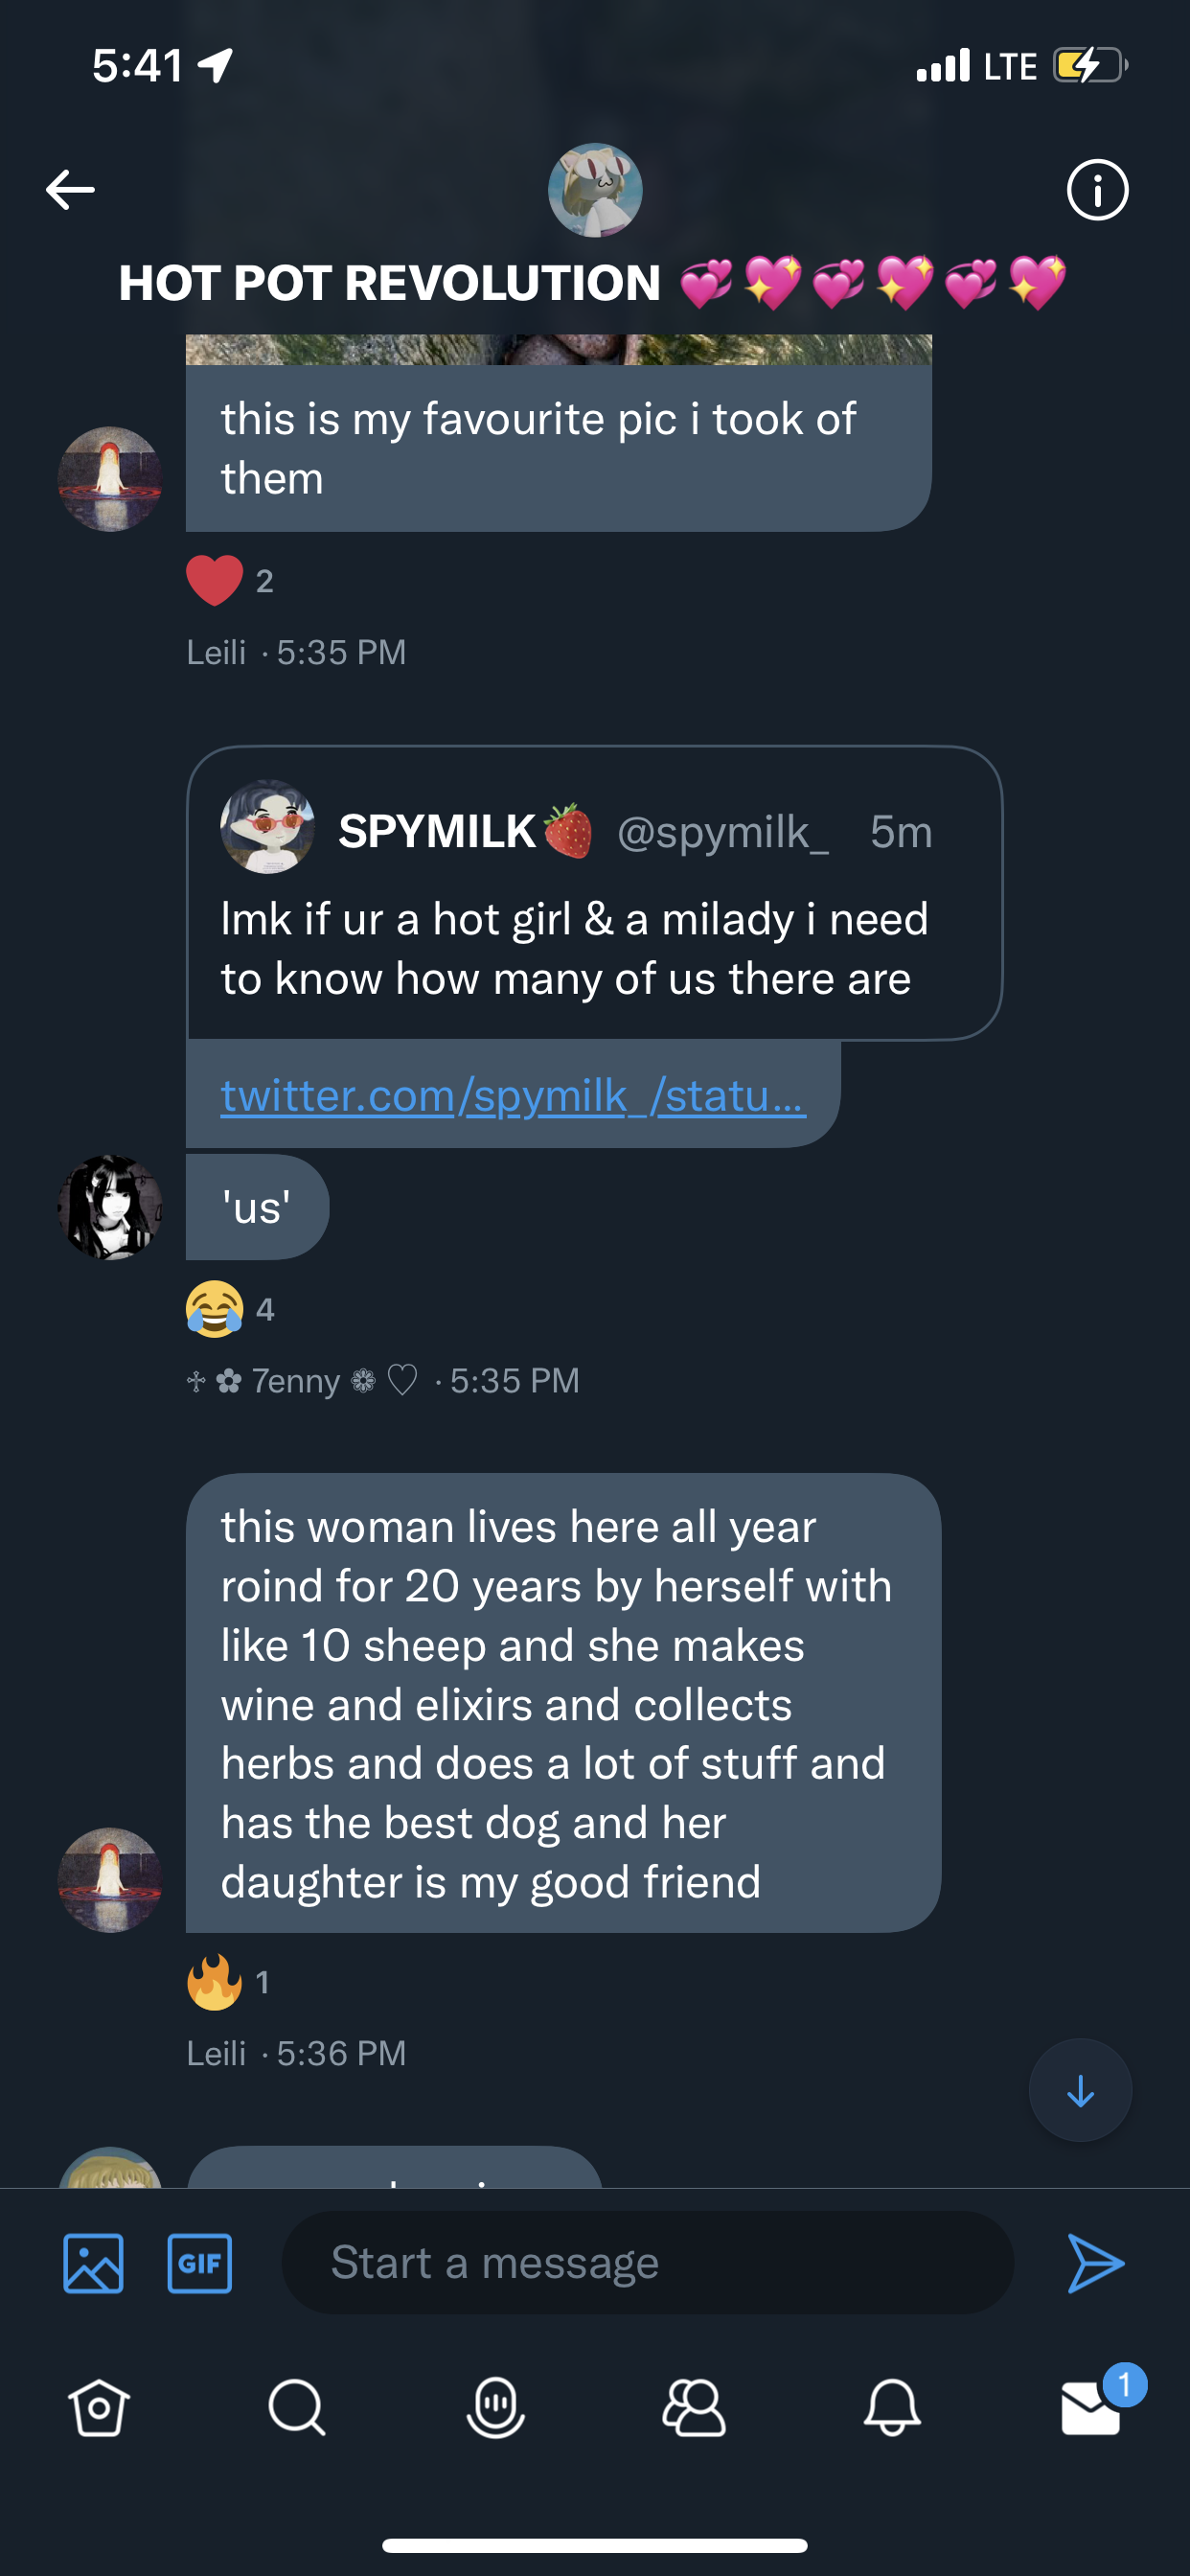 5:41
LTE
HOT POT REVOLUTION 💞💖💞💖💞💖
this is my favourite pic i took of
them
❤️ 2
Leili · 5:35 PM
SPYMILK🍓 @spymilk_ 5m
lmk if ur a hot girl & a milady i need
to know how many of us there are
twitter.com/spymilk_/statu...
'us'
😂 4
♱ ✿ 7enny ❁ ♡ · 5:35 PM
this woman lives here all year
roind for 20 years by herself with
like 10 sheep and she makes
wine and elixirs and collects
herbs and does a lot of stuff and
has the best dog and her
daughter is my good friend
🔥 1
Leili · 5:36 PM
GIF
Start a message
1